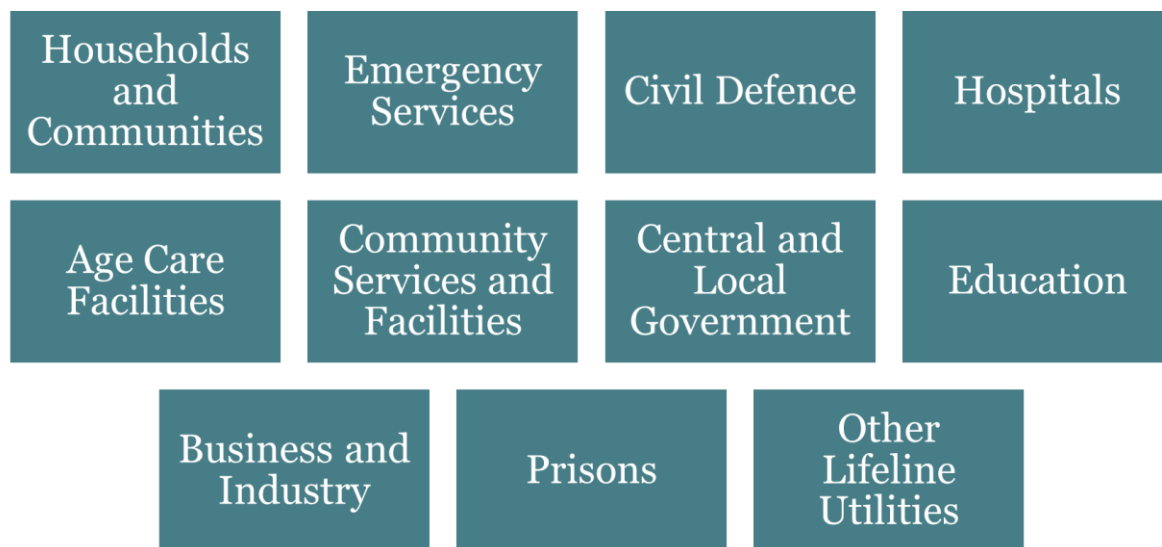 Households
and
Communities
Emergency
Services
Civil Defence
Hospitals
Age Care
Facilities
Community
Services and
Facilities
Central and
Local
Government
Education
Business and
Industry
Prisons
Other
Lifeline
Utilities